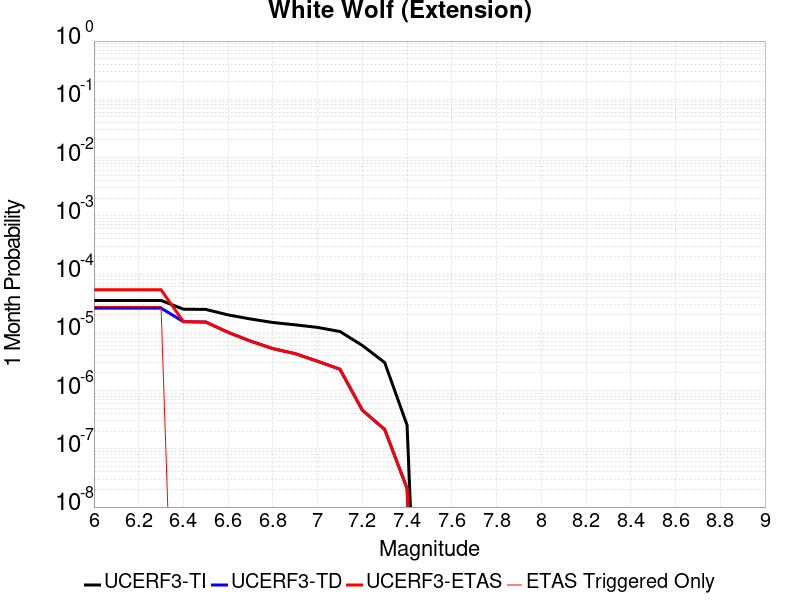 White Wolf (Extension)
10^0
10^-1
10^-2
10^-3
10^-4
10^-5
10^-6
10^-7
10^-8
1 Month Probability
6 6.2 6.4 6.6 6.8 7 7.2 7.4 7.6 7.8 8 8.2 8.4 8.6 8.8 9
Magnitude
UCERF3-TI UCERF3-TD UCERF3-ETAS ETAS Triggered Only